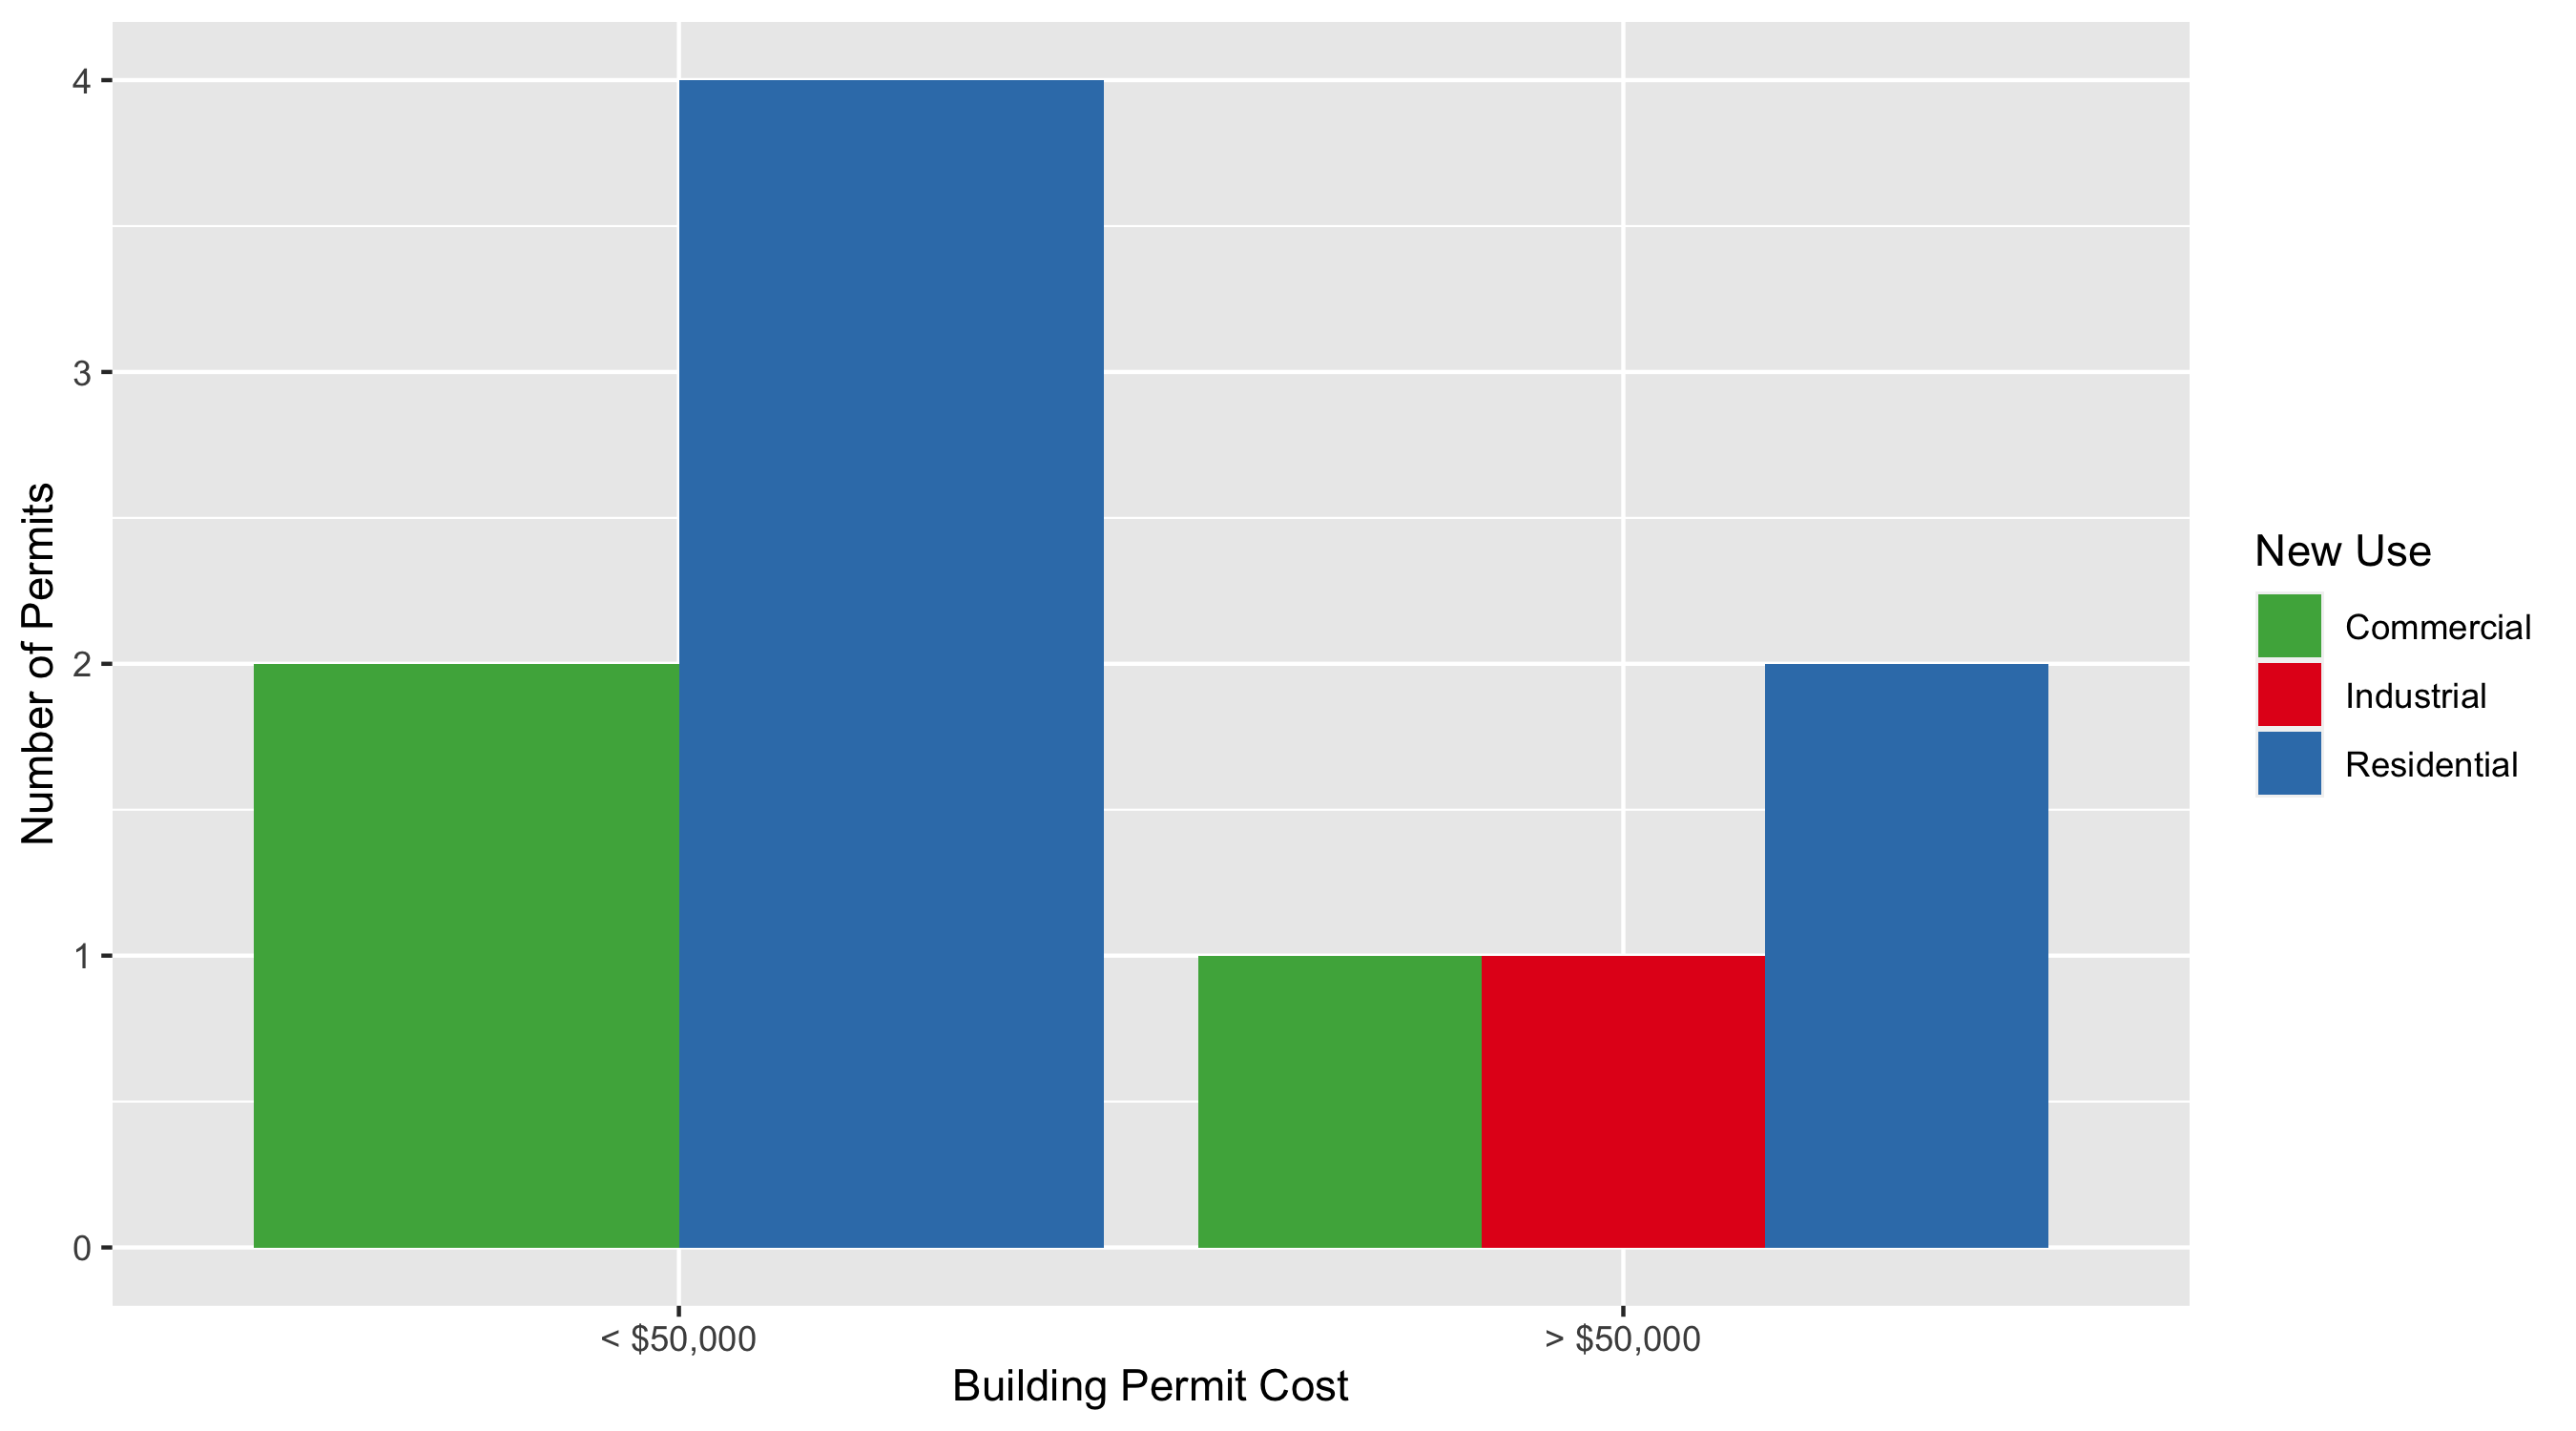 4
3
2
1
0
Number of Permits
< $50,000
> $50,000
Building Permit Cost
New Use
Commercial
Industrial
Residential